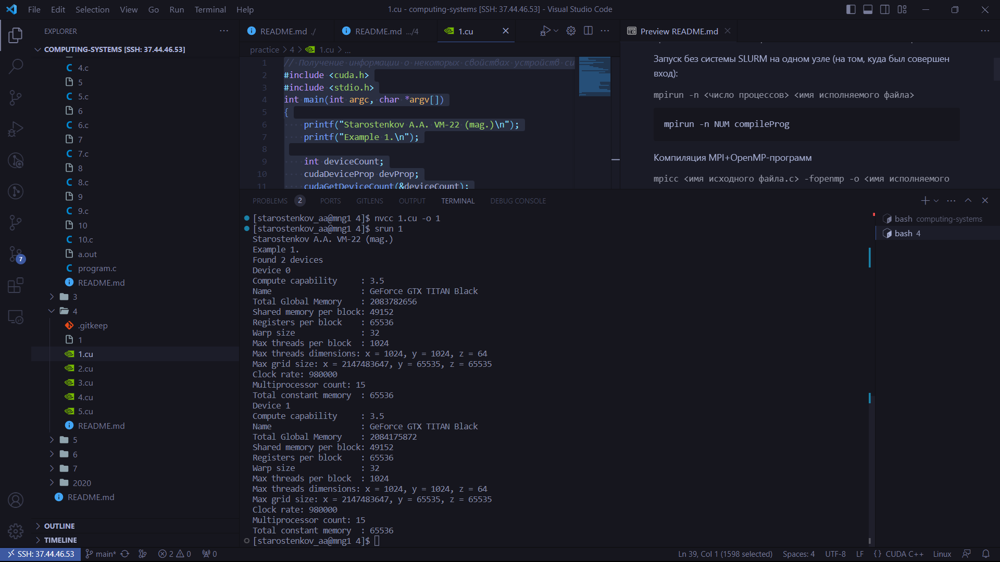 File Edit Selection View Go Run Terminal Help
1.cu - computing-systems [SSH: 37.44.46.53] - Visual Studio Code
EXPLORER
COMPUTING-SYSTEMS [SSH: 37.44.46.53]
4.c
5
5.c
6
6.c
7
7.c
8
8.c
9
9.c
10
10.c
a.out
program.c
README.md
3
4
.gitkeep
1
1.cu
2.cu
3.cu
4.cu
5.cu
README.md
5
6
7
2020
README.md
OUTLINE
TIMELINE
7
README.md ./
README.md .../4
1.cu
practice > 4 > 1.cu > ...
1 // Получение информации о некоторых свойствах устройств си
2 #include <cuda.h>
3 #include <stdio.h>
4 int main(int argc, char *argv[])
5 {
6 printf("Starostenkov A.A. VM-22 (mag.)\n");
7 printf("Example 1.\n");
8
9 int deviceCount;
10 cudaDeviceProp devProp;
11 cudaGetDeviceCount(&deviceCount);
Preview README.md
Запуск без системы SLURM на одном узле (на том, куда был совершен
вход):
mpirun -n <число процессов> <имя исполняемого файла>
mpirun -n NUM compileProg
Компиляция MPI+OpenMP-программ
mpicc <имя исходного файла.c> -fopenmp -o <имя исполняемого
PROBLEMS 2 PORTS GITLENS OUTPUT TERMINAL DEBUG CONSOLE
[starostenkov_aa@mng1 4]$ nvcc 1.cu -o 1
[starostenkov_aa@mng1 4]$ srun 1
Starostenkov A.A. VM-22 (mag.)
Example 1.
Found 2 devices
Device 0
Compute capability : 3.5
Name : GeForce GTX TITAN Black
Total Global Memory : 2083782656
Shared memory per block: 49152
Registers per block : 65536
Warp size : 32
Max threads per block : 1024
Max threads dimensions: x = 1024, y = 1024, z = 64
Max grid size: x = 2147483647, y = 65535, z = 65535
Clock rate: 980000
Multiprocessor count: 15
Total constant memory : 65536
Device 1
Compute capability : 3.5
Name : GeForce GTX TITAN Black
Total Global Memory : 2084175872
Shared memory per block: 49152
Registers per block : 65536
Warp size : 32
Max threads per block : 1024
Max threads dimensions: x = 1024, y = 1024, z = 64
Max grid size: x = 2147483647, y = 65535, z = 65535
Clock rate: 980000
Multiprocessor count: 15
Total constant memory : 65536
[starostenkov_aa@mng1 4]$
bash computing-systems
bash 4
SSH: 37.44.46.53 main* 2 0 0
Ln 39, Col 1 (1598 selected) Spaces: 4 UTF-8 LF {} CUDA C++ Linux